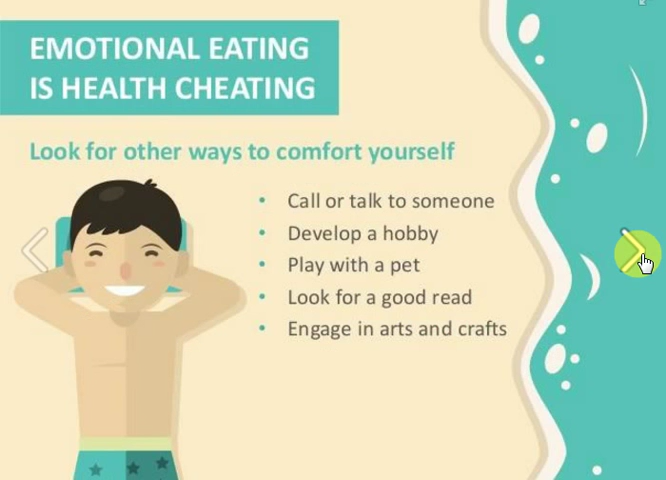 EMOTIONAL EATING
IS HEALTH CHEATING
Look for other ways to comfort yourself
• Call or talk to someone
• Develop a hobby
• Play with a pet
• Look for a good read
• Engage in arts and crafts